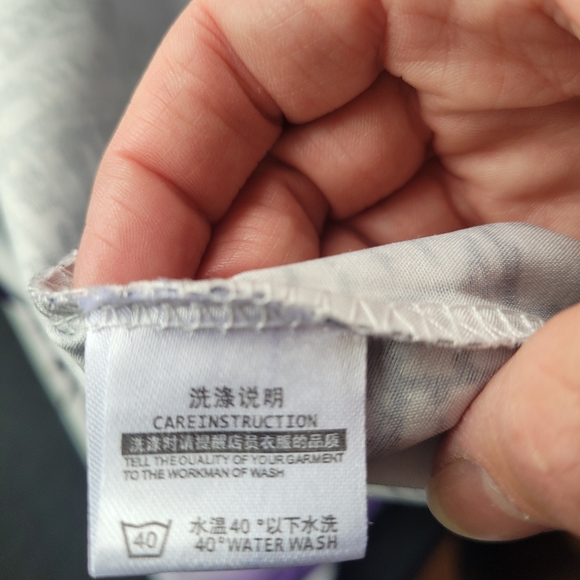 洗涤说明
CAREINSTRUCTION
洗涤时请提醒店员衣服的品质
TELL THE QUALITY OF YOUR GARMENT
TO THE WORKMAN OF WASH
40 水温40°以下水洗
40°WATER WASH